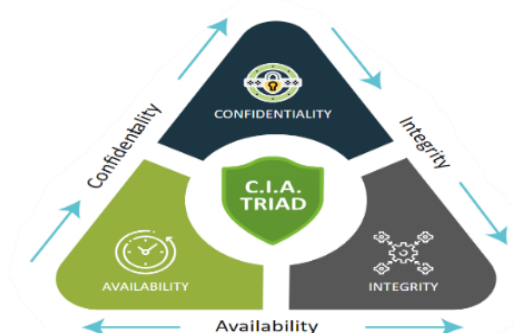 CONFIDENTIALITY
Confidentality
Integrity
C.I.A.
TRIAD
AVAILABILITY
INTEGRITY
Availability